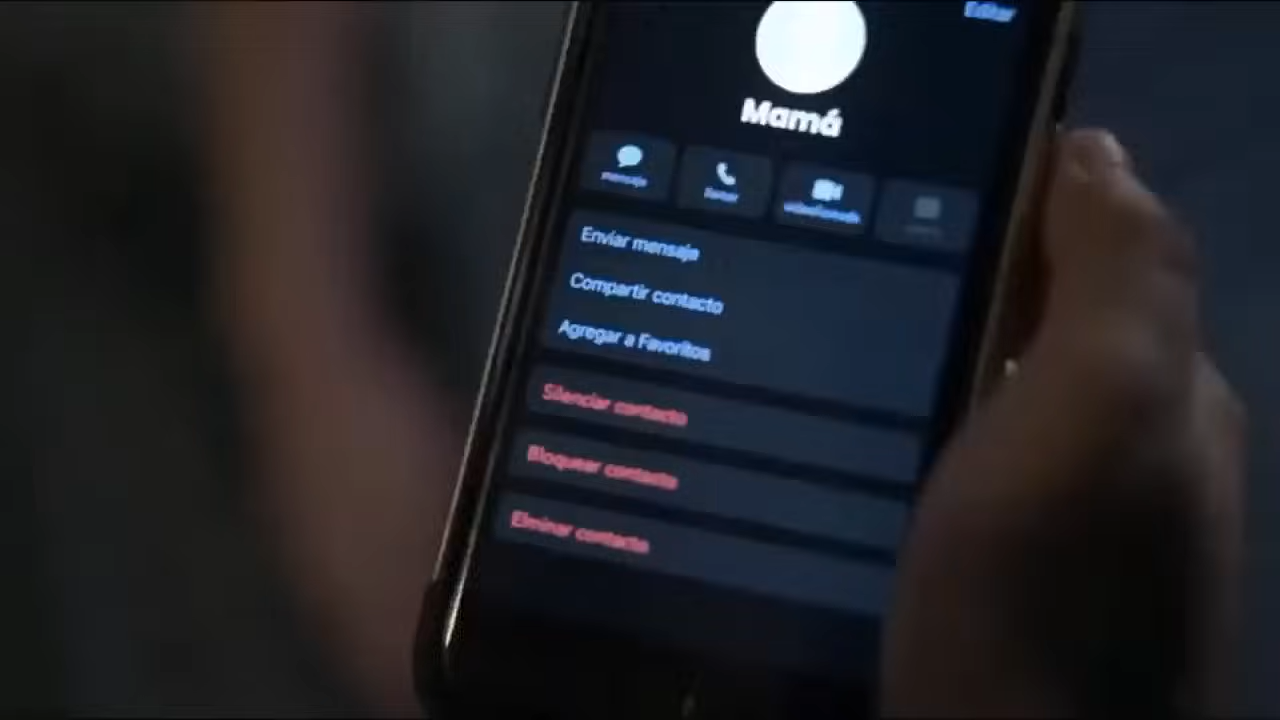 Editar
Mamá
mensaje
llamar
videollamada
Enviar mensaje
Compartir contacto
Agregar a Favoritos
Silenciar contacto
Bloquear contacto
Eliminar contacto